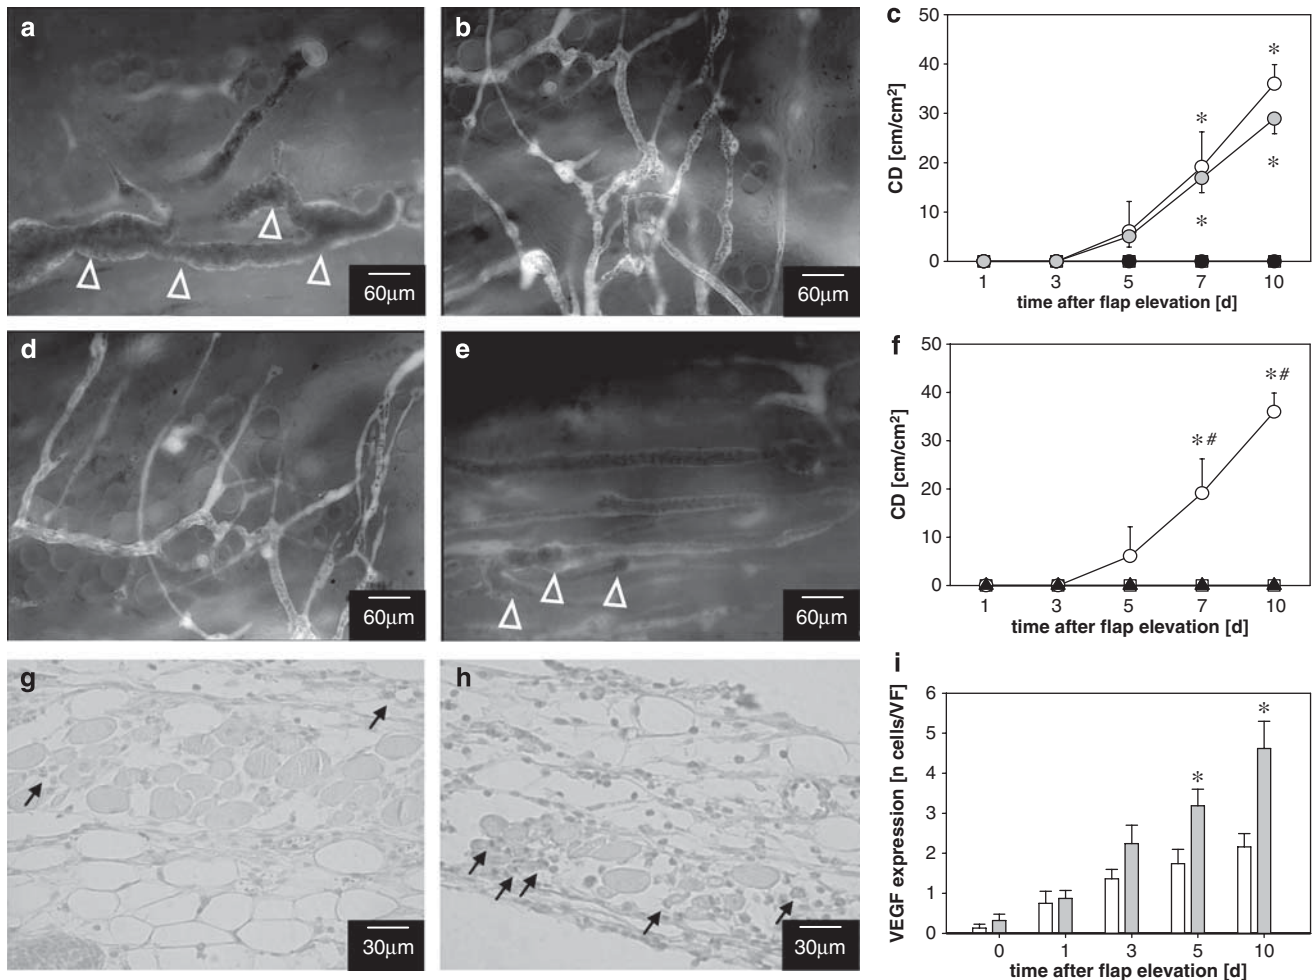 a
60μm
b
60μm
c
CD [cm/cm²]
50
40
30
20
10
0
*
*
*
*
1 3 5 7 10
time after flap elevation [d]
d
60μm
e
60μm
f
CD [cm/cm²]
50
40
30
20
10
0
*#
*#
1 3 5 7 10
time after flap elevation [d]
g
30μm
h
30μm
i
VEGF expression [n cells/VF]
6
5
4
3
2
1
0
*
*
0 1 3 5 10
time after flap elevation [d]